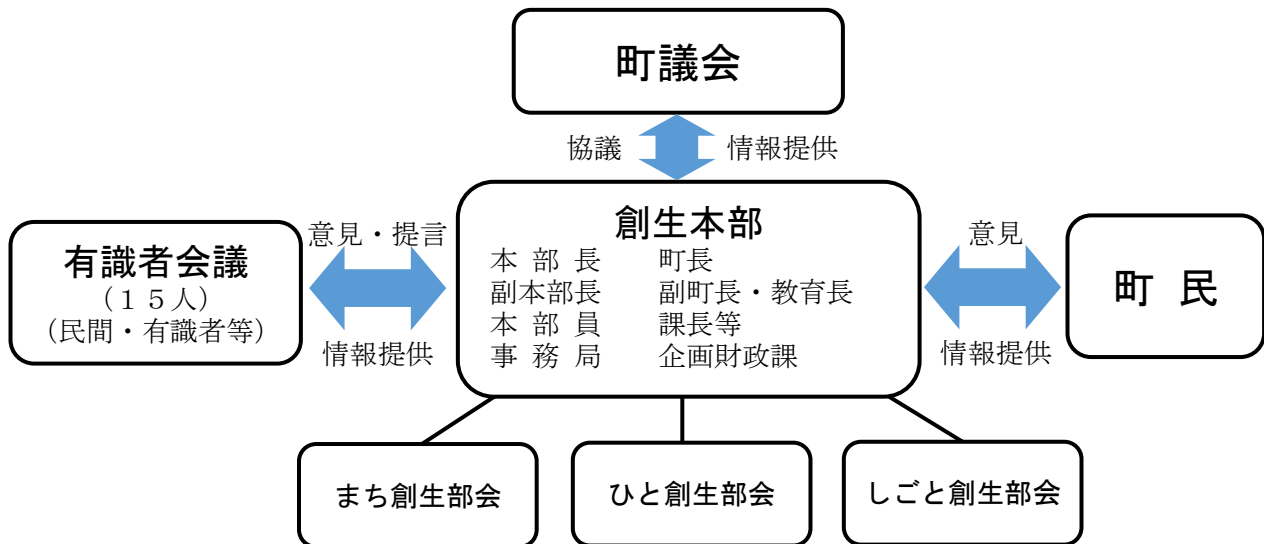 町議会
協議
情報提供
創生本部
本 部 長 町長
副本部長 副町長・教育長
本 部 員 課長等
事 務 局 企画財政課
有識者会議
（１５人）
（民間・有識者等）
意見・提言
情報提供
意見
情報提供
町 民
まち創生部会
ひと創生部会
しごと創生部会